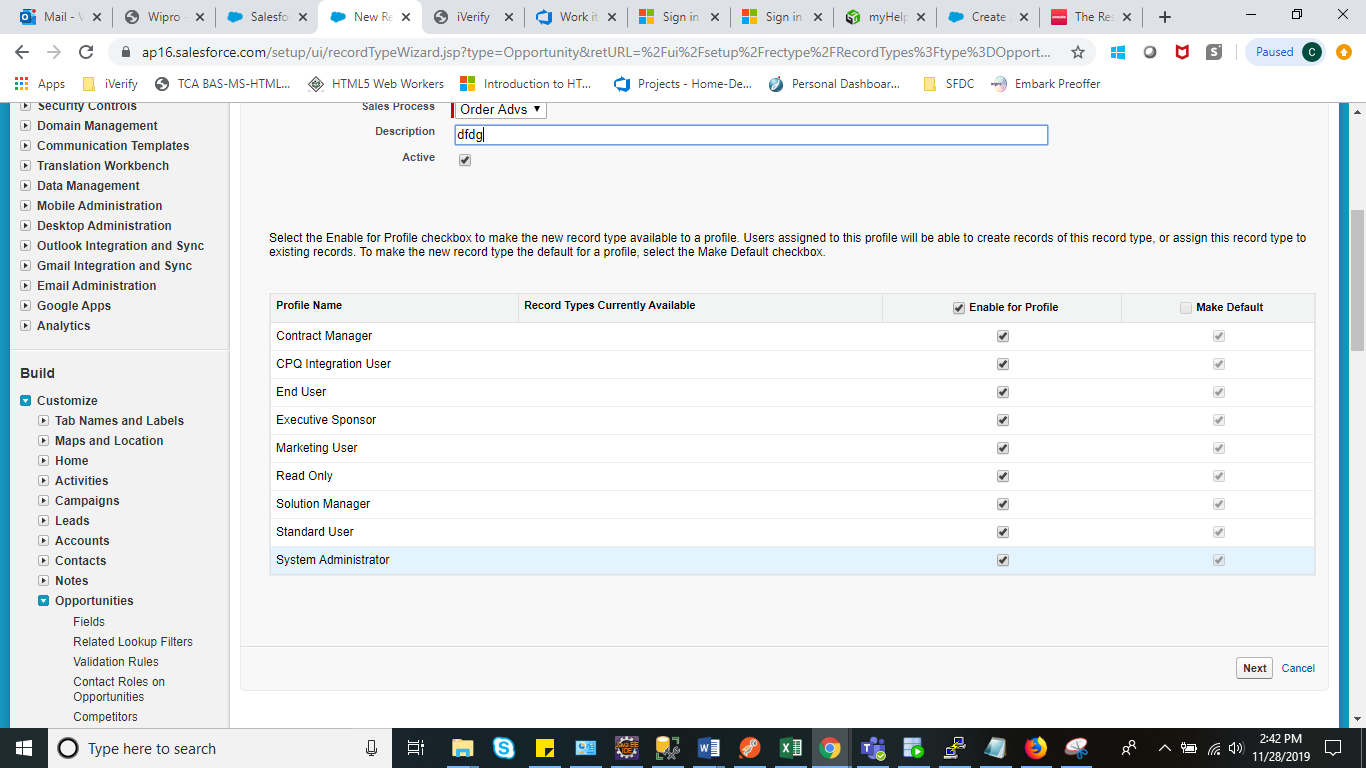 Mail - V
Wipro -
Salesfo
New Re
iVerify
Work it
Sign in
Sign in
myHelp
Create
The Res
ap16.salesforce.com/setup/ui/recordTypeWizard.jsp?type=Opportunity&retURL=%2Fui%2Fsetup%2Frectype%2FRecordTypes%3Ftype%3DOpport...
Paused
C
Apps
iVerify
TCA BAS-MS-HTML...
HTML5 Web Workers
Introduction to HT...
Projects - Home-De...
Personal Dashboar...
SFDC
Embark Preoffer
Security Controls
Domain Management
Communication Templates
Translation Workbench
Data Management
Mobile Administration
Desktop Administration
Outlook Integration and Sync
Gmail Integration and Sync
Email Administration
Google Apps
Analytics
Build
Customize
Tab Names and Labels
Maps and Location
Home
Activities
Campaigns
Leads
Accounts
Contacts
Notes
Opportunities
Fields
Related Lookup Filters
Validation Rules
Contact Roles on
Opportunities
Competitors
Sales Process Order Advs
Description dfdg
Active
Select the Enable for Profile checkbox to make the new record type available to a profile. Users assigned to this profile will be able to create records of this record type, or assign this record type to
existing records. To make the new record type the default for a profile, select the Make Default checkbox.
Profile Name Record Types Currently Available Enable for Profile Make Default
Contract Manager
CPQ Integration User
End User
Executive Sponsor
Marketing User
Read Only
Solution Manager
Standard User
System Administrator
Next Cancel
Type here to search
2:42 PM
11/28/2019